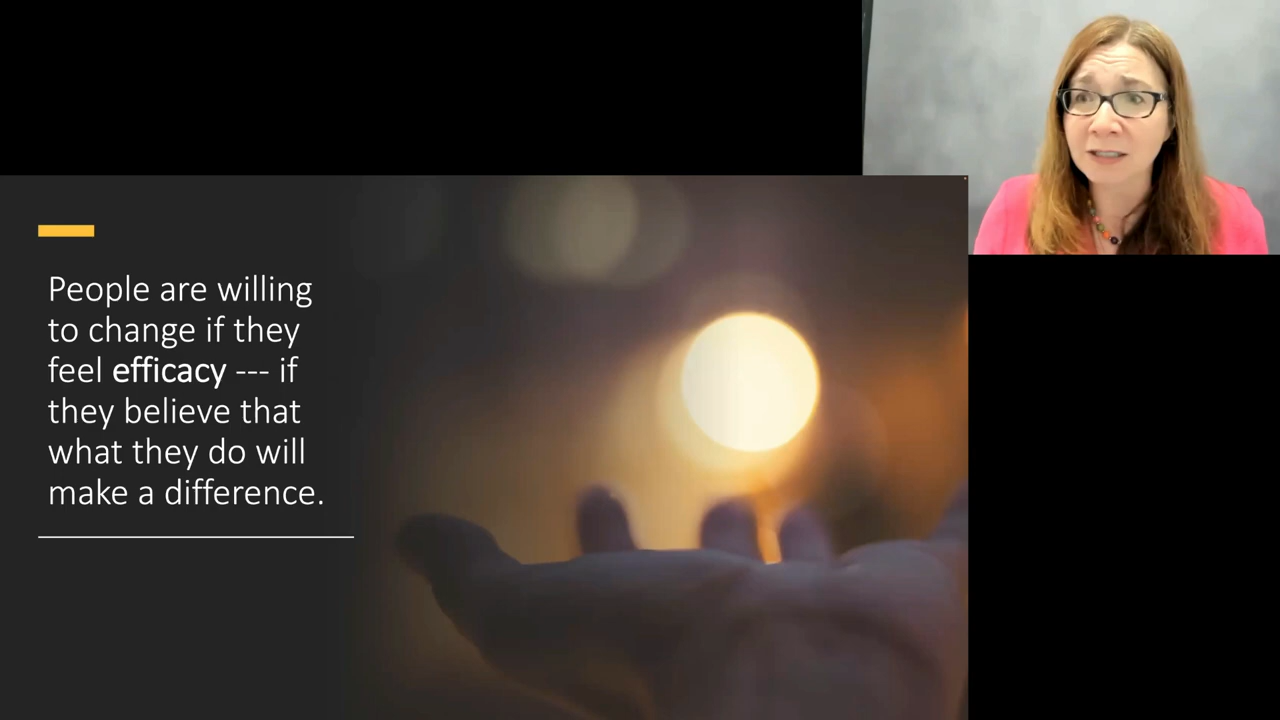 People are willing
to change if they
feel efficacy --- if
they believe that
what they do will
make a difference.